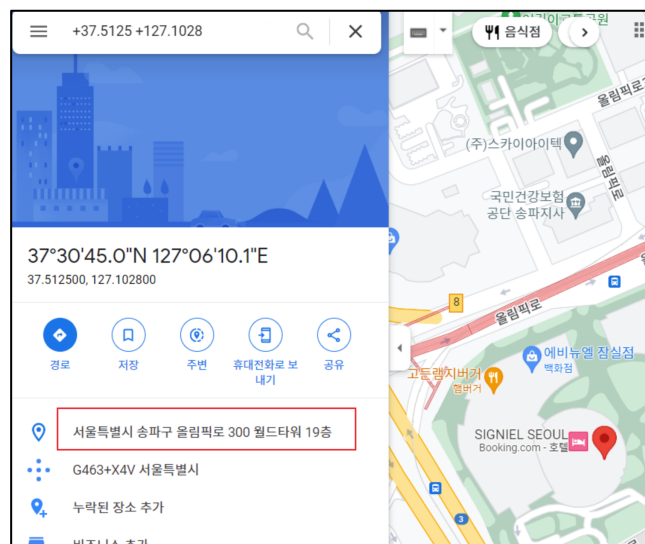 +37.5125 +127.1028
음식점
37°30'45.0"N 127°06'10.1"E
37.512500, 127.102800
경로
저장
주변
휴대전화로 보
내기
공유
서울특별시 송파구 올림픽로 300 월드타워 19층
G463+X4V 서울특별시
누락된 장소 추가
비즈니스 추가
올림픽로
(주)스카이아이텍
올림픽로
국민건강보험
공단 송파지사
8
올림픽로
에비뉴엘 잠실점
백화점
고든램지버거
햄버거
SIGNIEL SEOUL
Booking.com - 호텔
3